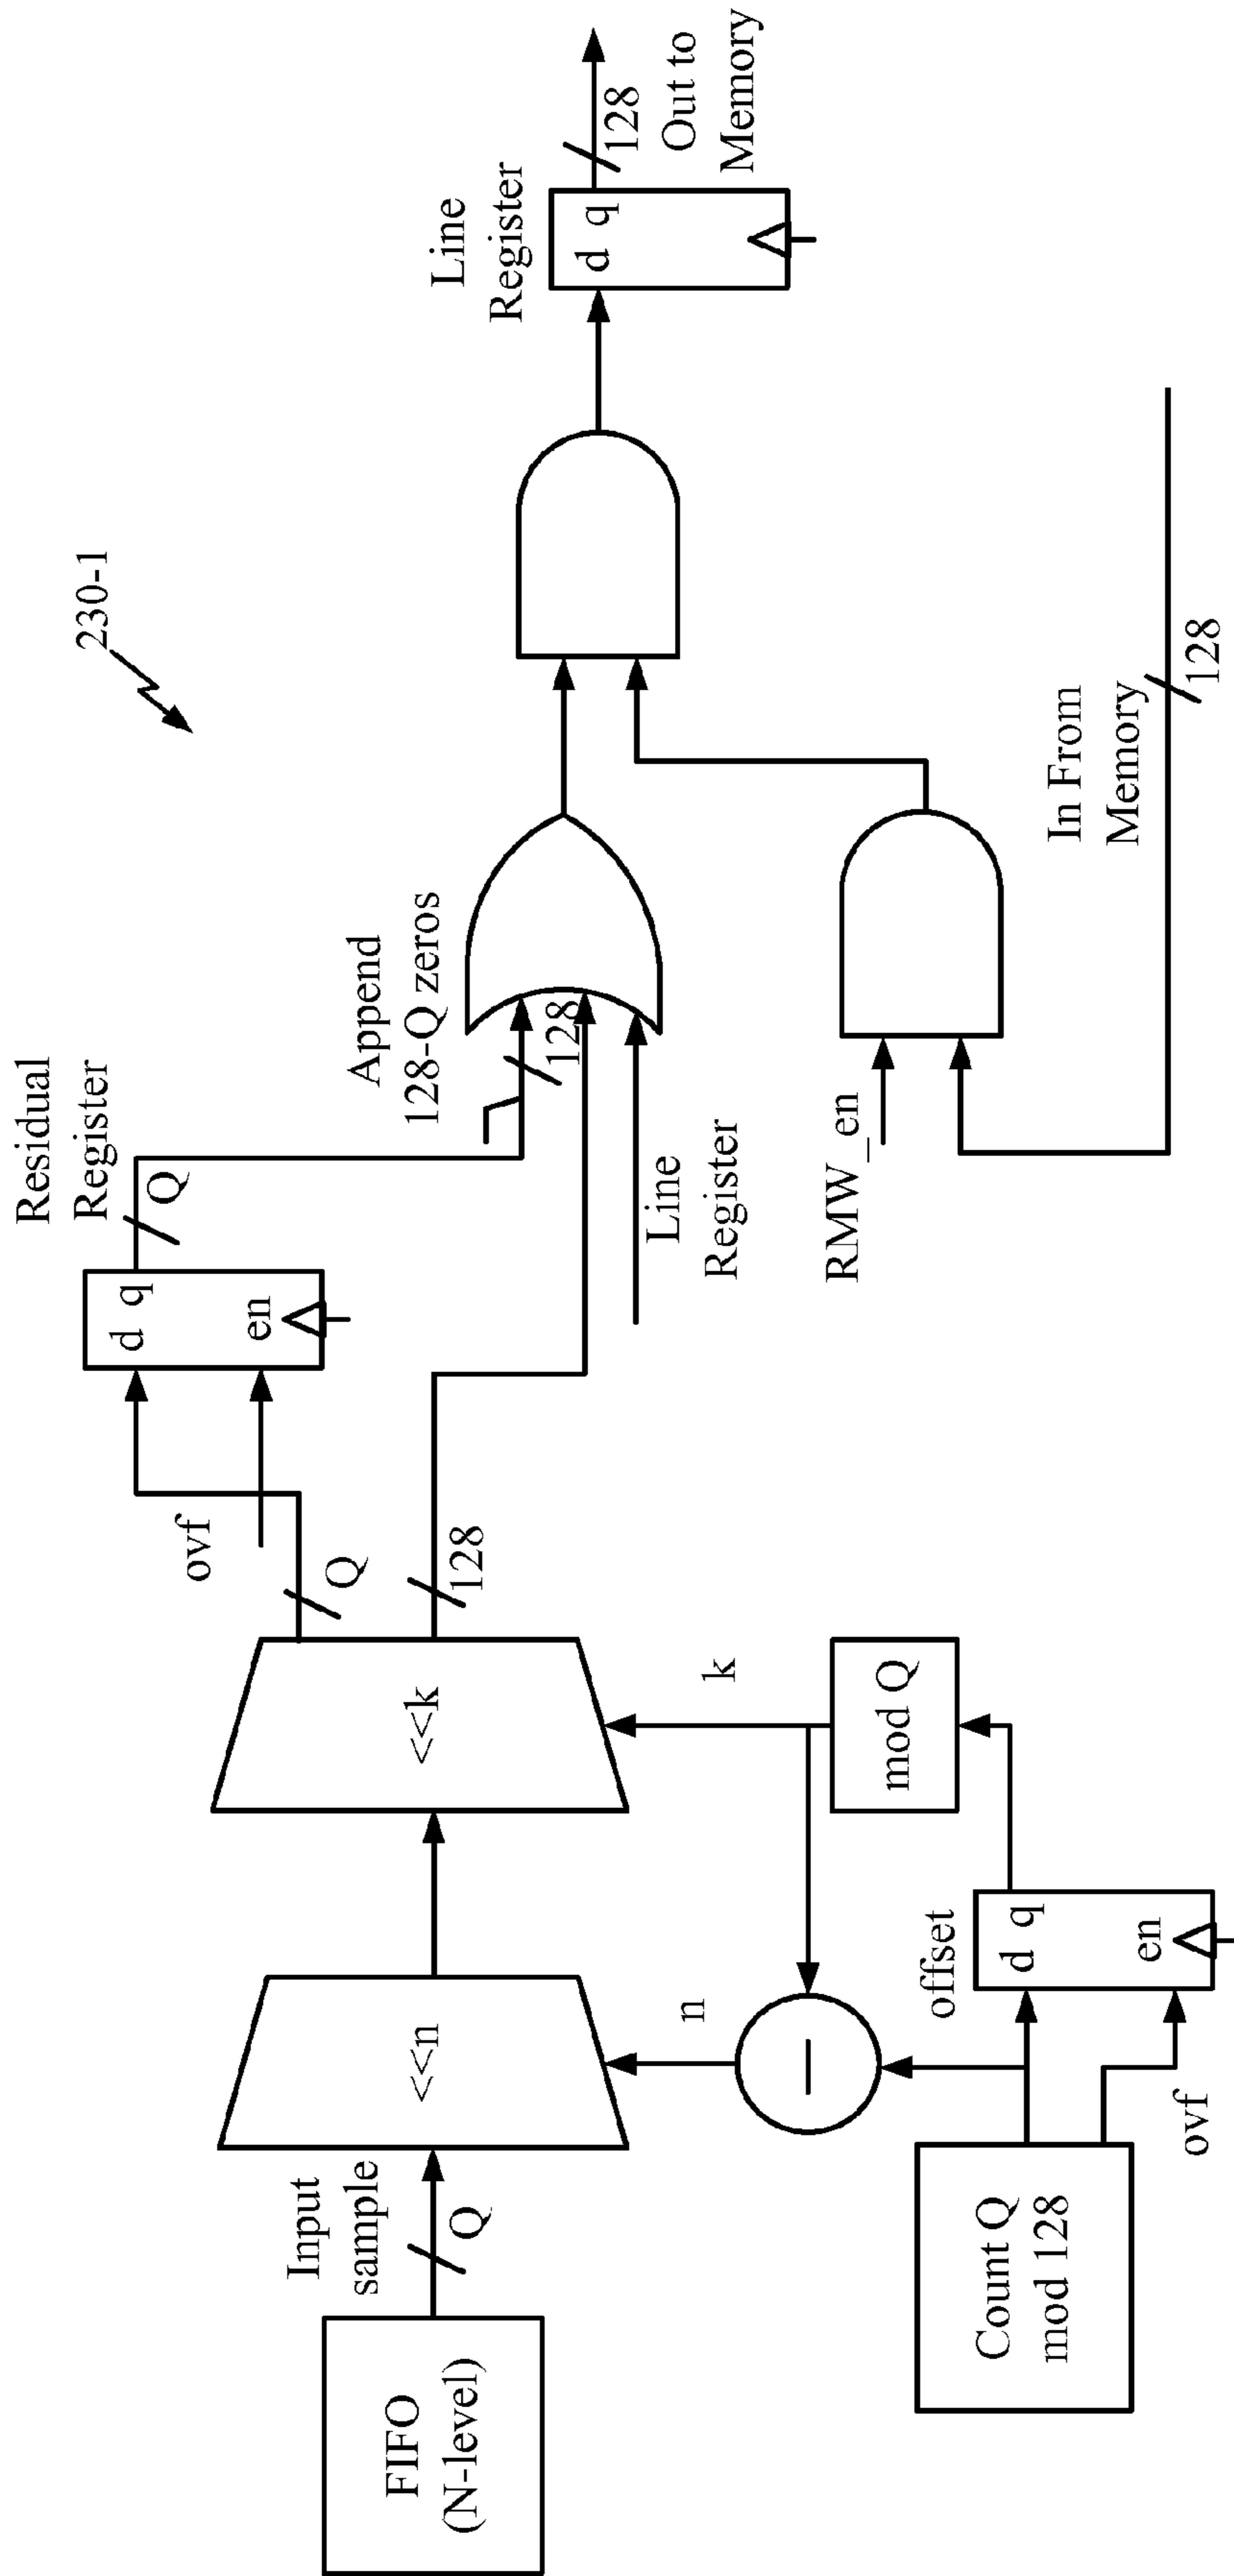 230-1
Residual
Register
d q
en
ovf
Q
Q
128
Append
128-Q zeros
128
Line
Register
Line
Register
d q
128
Out to
Memory
Input
sample
Q
FIFO
(N-level)
<<n
<<k
n
k
mod Q
offset
d q
en
ovf
Count Q
mod 128
RMW_en
In From
Memory
128